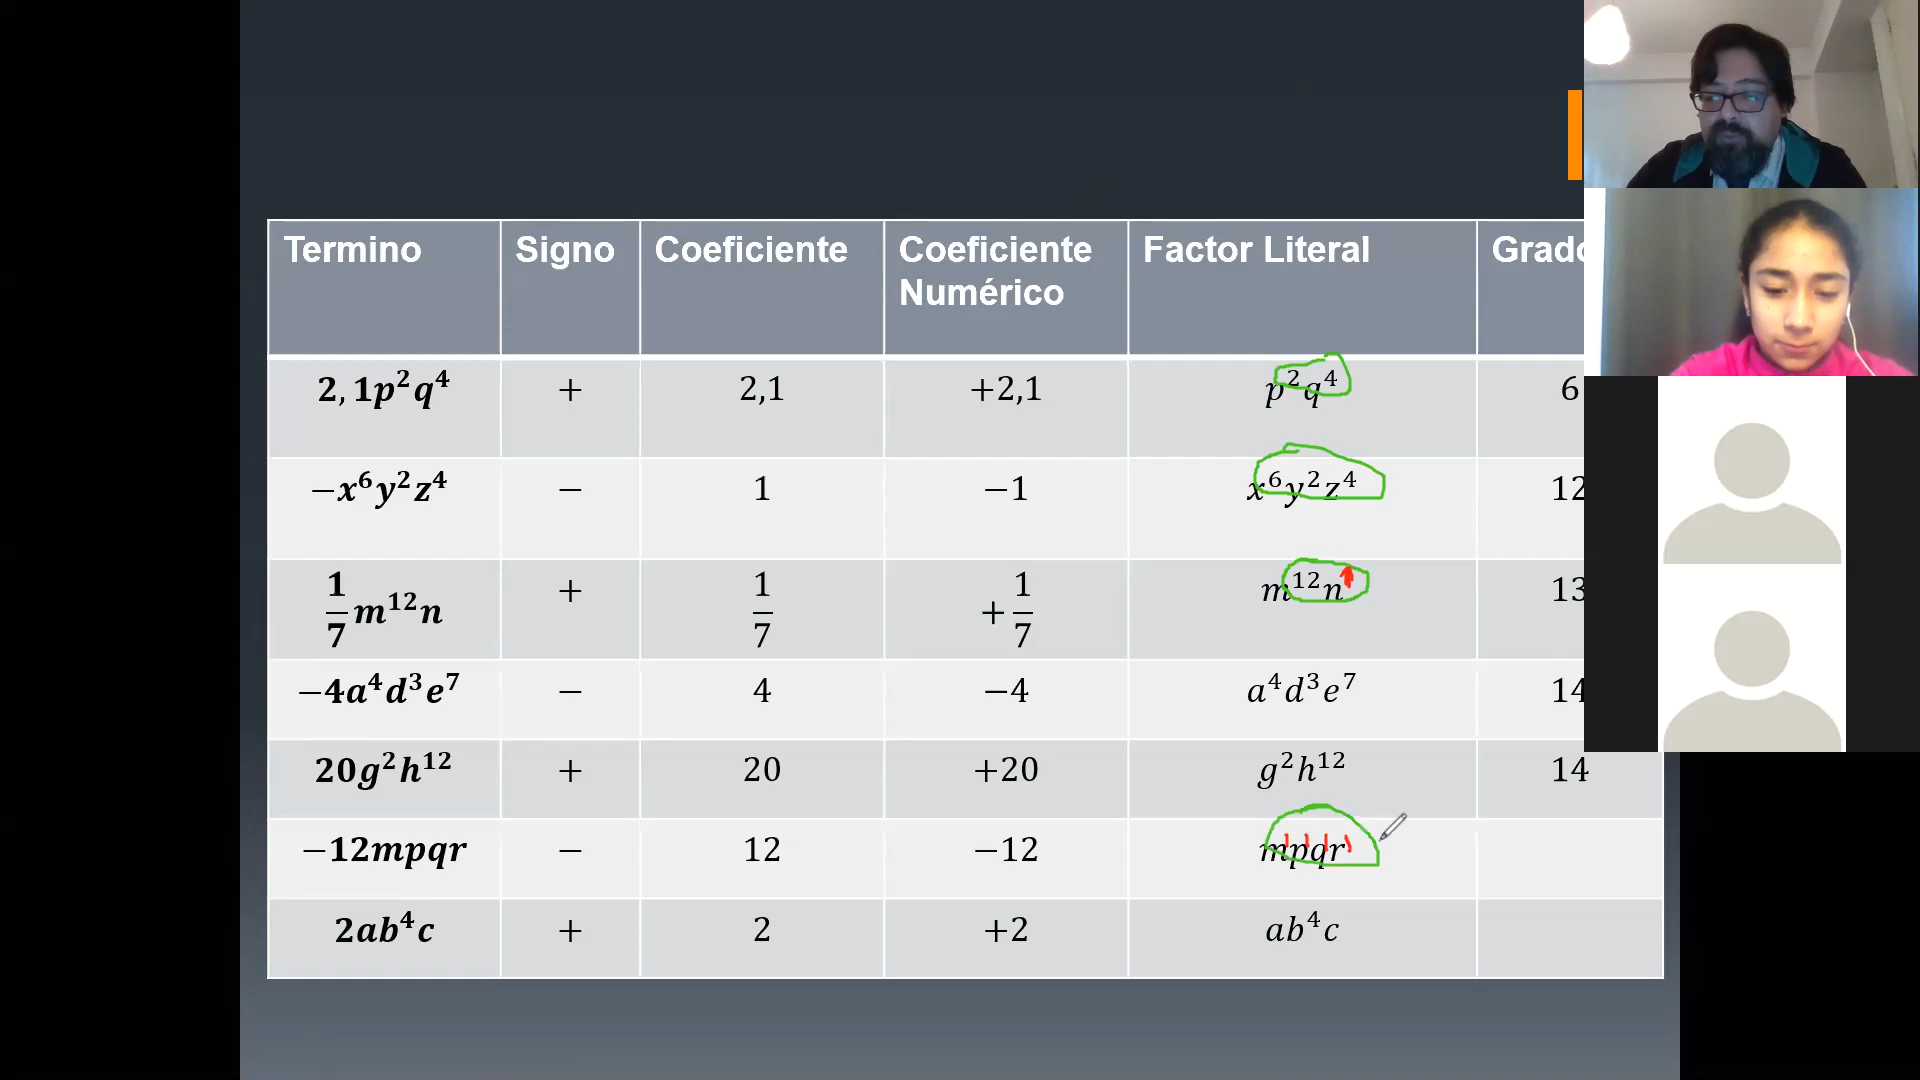 Termino Signo Coeficiente Coeficiente Numérico Factor Literal Grado
2,1p²q⁴ + 2,1 +2,1 p²q⁴ 6
−x⁶y²z⁴ − 1 −1 x⁶y²z⁴ 12
1/7 m¹²n + 1/7 +1/7 m¹²n 13
−4a⁴d³e⁷ − 4 −4 a⁴d³e⁷ 14
20g²h¹² + 20 +20 g²h¹² 14
−12mpqr − 12 −12 mpqr
2ab⁴c + 2 +2 ab⁴c